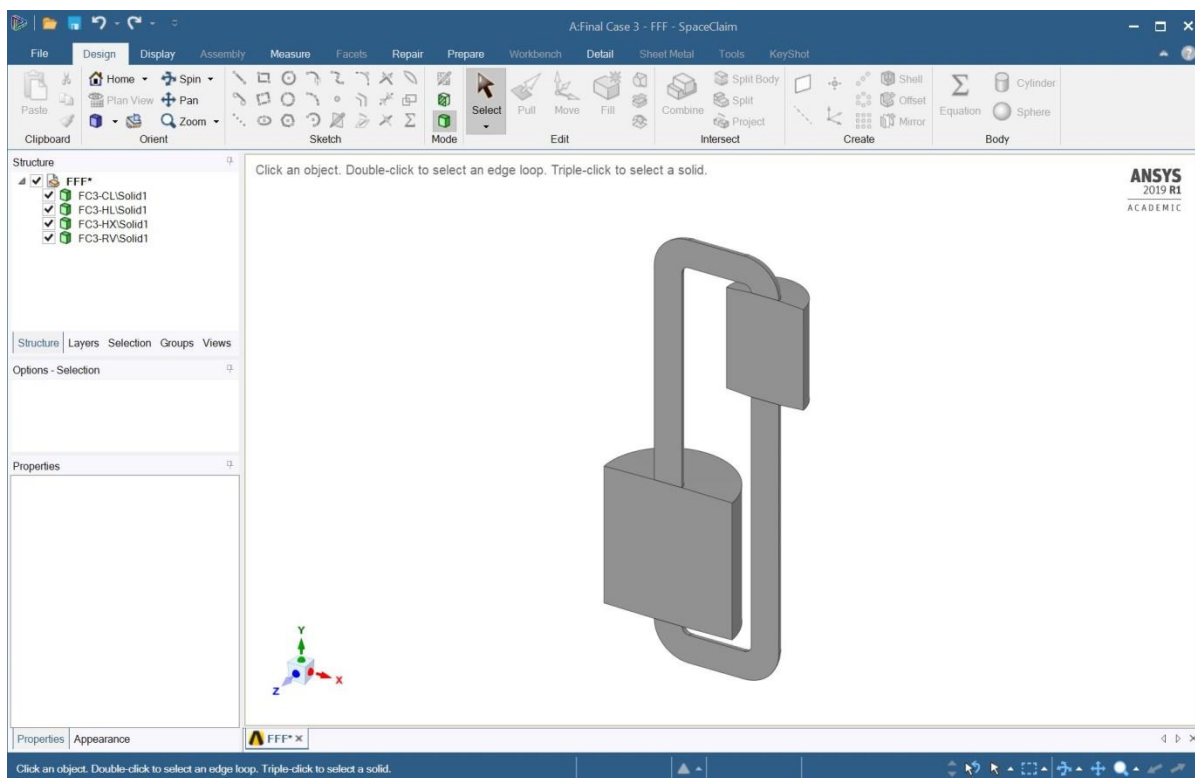 A:Final Case 3 - FFF - SpaceClaim
File Design Display Assembly Measure Facets Repair Prepare Workbench Detail Sheet Metal Tools KeyShot
Paste
Clipboard
Home Spin
Plan View Pan
Zoom
Orient
Sketch
Mode
Select Pull Move Fill
Edit
Combine
Split Body
Split
Project
Intersect
Shell
Offset
Mirror
Create
Equation
Cylinder
Sphere
Body
Structure
FFF*
FC3-CL\Solid1
FC3-HL\Solid1
FC3-HX\Solid1
FC3-RV\Solid1
Structure Layers Selection Groups Views
Options - Selection
Properties
Properties Appearance
Click an object. Double-click to select an edge loop. Triple-click to select a solid.
ANSYS
2019 R1
ACADEMIC
Y
X
Z
FFF*
Click an object. Double-click to select an edge loop. Triple-click to select a solid.